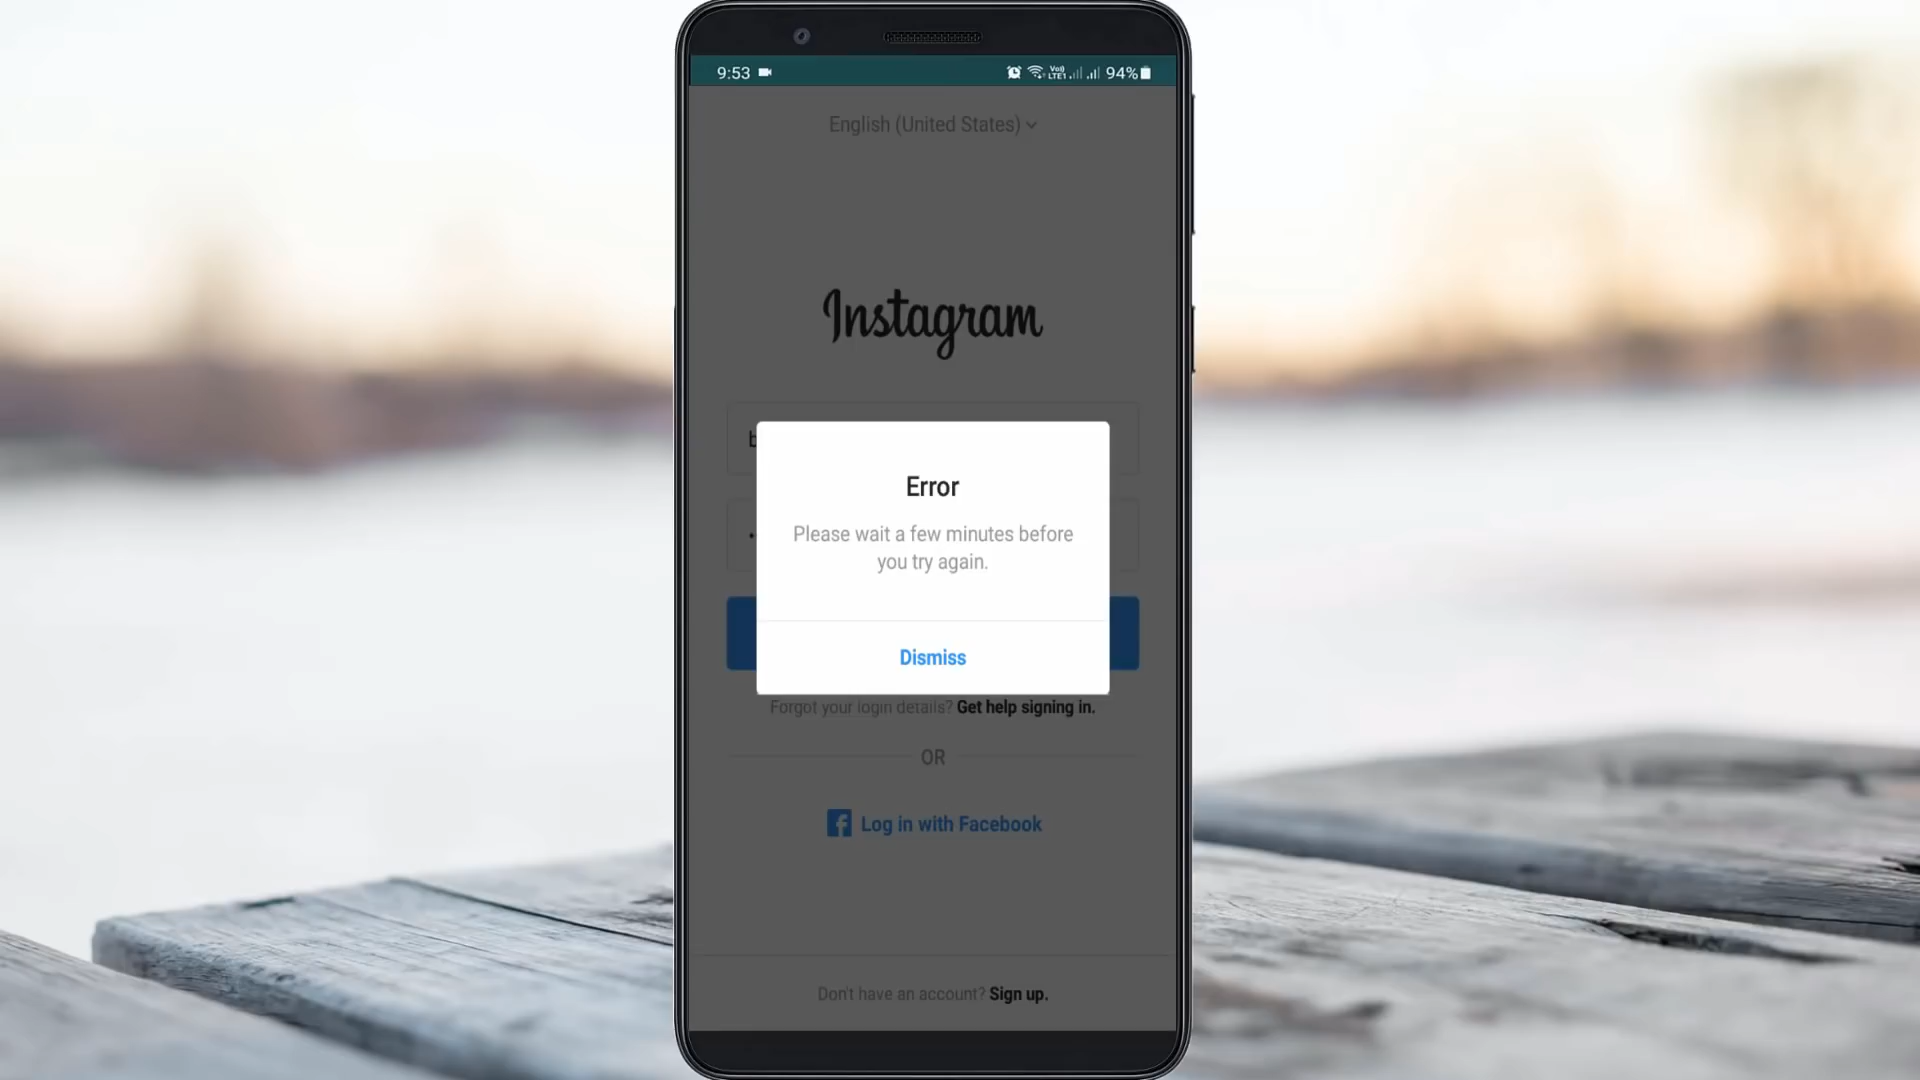 9:53 94%
English (United States)
Instagram
b
Error
Please wait a few minutes before
you try again.
Dismiss
Forgot your login details? Get help signing in.
OR
Log in with Facebook
Don't have an account? Sign up.